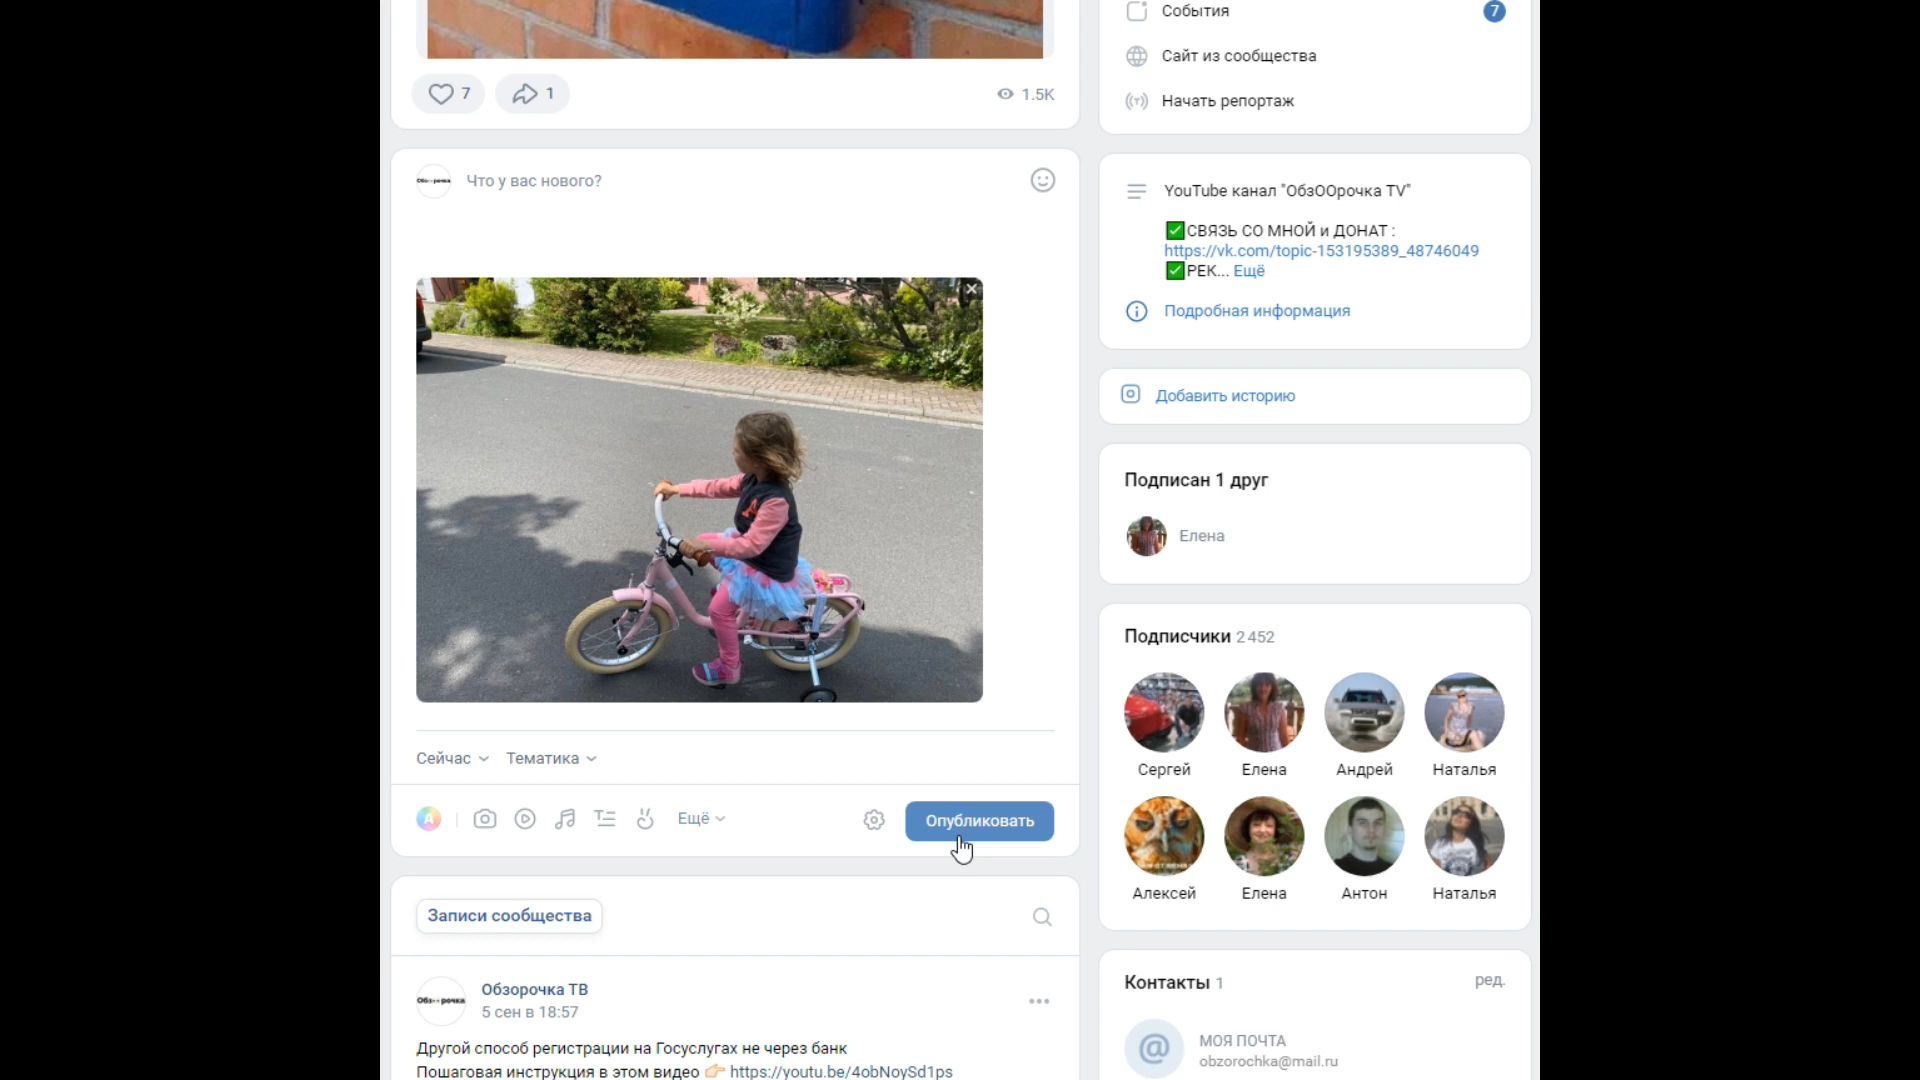 7
1
1.5K
Что у вас нового?
Сейчас
Тематика
Ещё
Опубликовать
Записи сообщества
Обзорочка ТВ
5 сен в 18:57
Другой способ регистрации на Госуслугах не через банк
Пошаговая инструкция в этом видео 👉 https://youtu.be/4obNoySd1ps
События
7
Сайт из сообщества
Начать репортаж
YouTube канал "ОбзООрочка TV"
✅СВЯЗЬ СО МНОЙ и ДОНАТ :
https://vk.com/topic-153195389_48746049
✅РЕК... Ещё
Подробная информация
Добавить историю
Подписан 1 друг
Елена
Подписчики 2 452
Сергей Елена Андрей Наталья
Алексей Елена Антон Наталья
Контакты 1
ред.
МОЯ ПОЧТА
obzorochka@mail.ru